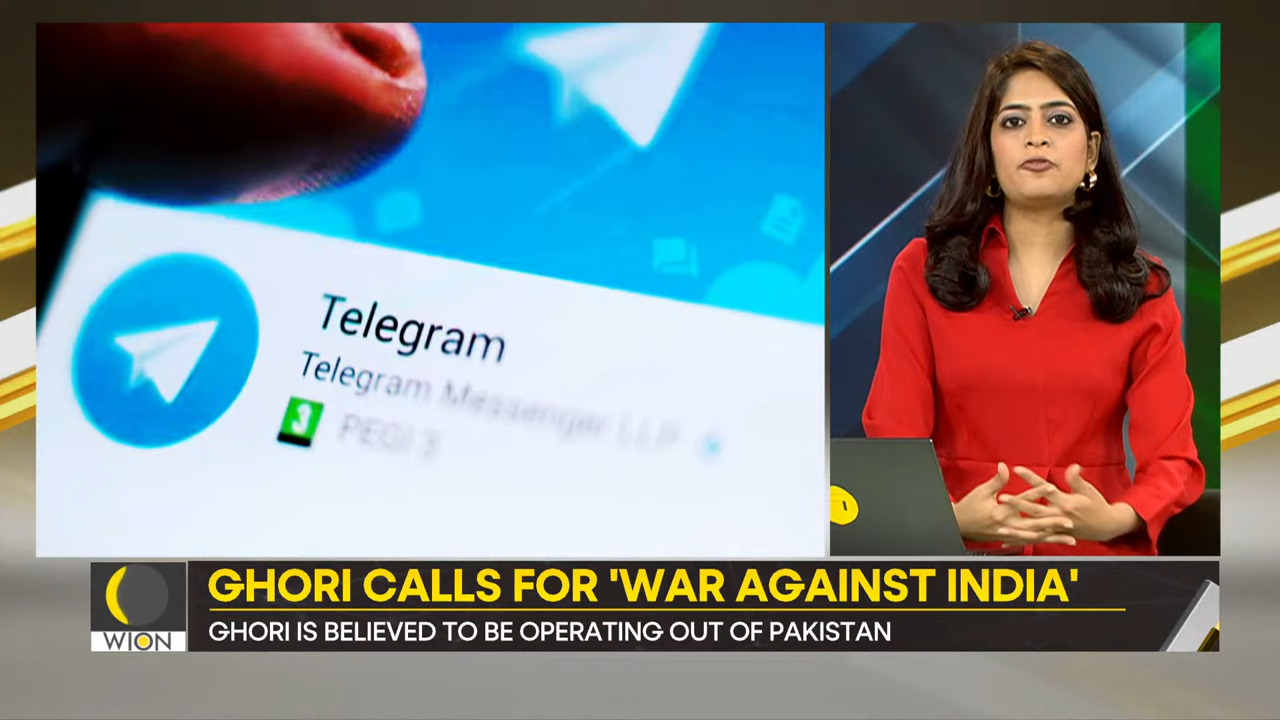 Telegram
Telegram Messenger LLP
3 PEGI 3
GHORI CALLS FOR 'WAR AGAINST INDIA'
GHORI IS BELIEVED TO BE OPERATING OUT OF PAKISTAN
WION